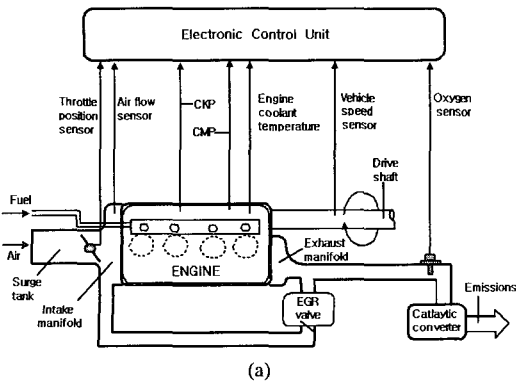 Electronic Control Unit
Throttle
position
sensor
Air flow
sensor
CKP
CMP
Engine
coolant
temperature
Vehicle
speed
sensor
Oxygen
sensor
Drive
shaft
Fuel
Air
Surge
tank
Intake
manifold
ENGINE
Exhaust
manifold
EGR
valve
Catlaytic
converter
Emissions
(a)